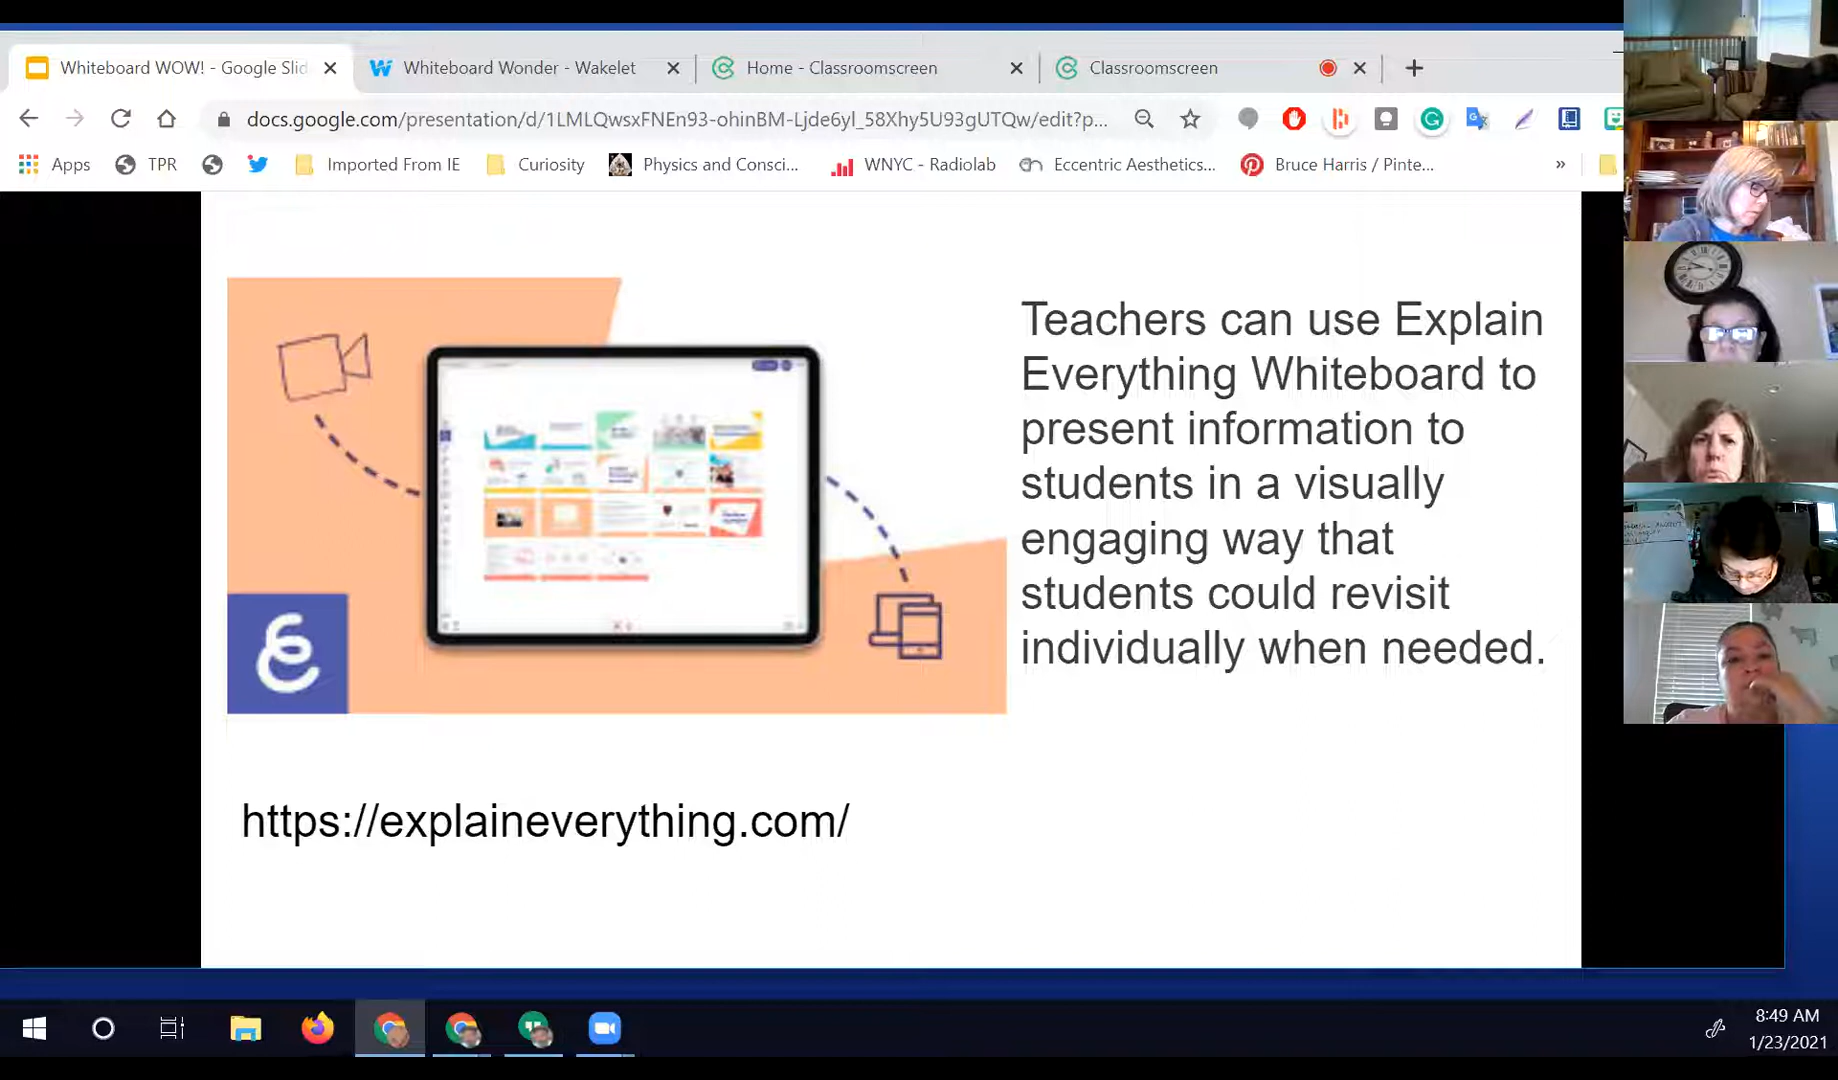 Whiteboard WOW! - Google Slid
Whiteboard Wonder - Wakelet
Home - Classroomscreen
Classroomscreen
docs.google.com/presentation/d/1LMLQwsxFNEn93-ohinBM-Ljde6yl_58Xhy5U93gUTQw/edit?p...
Apps
TPR
Imported From IE
Curiosity
Physics and Consci...
WNYC - Radiolab
Eccentric Aesthetics...
Bruce Harris / Pinte...
»
Teachers can use Explain
Everything Whiteboard to
present information to
students in a visually
engaging way that
students could revisit
individually when needed.
https://explaineverything.com/
8:49 AM
1/23/2021